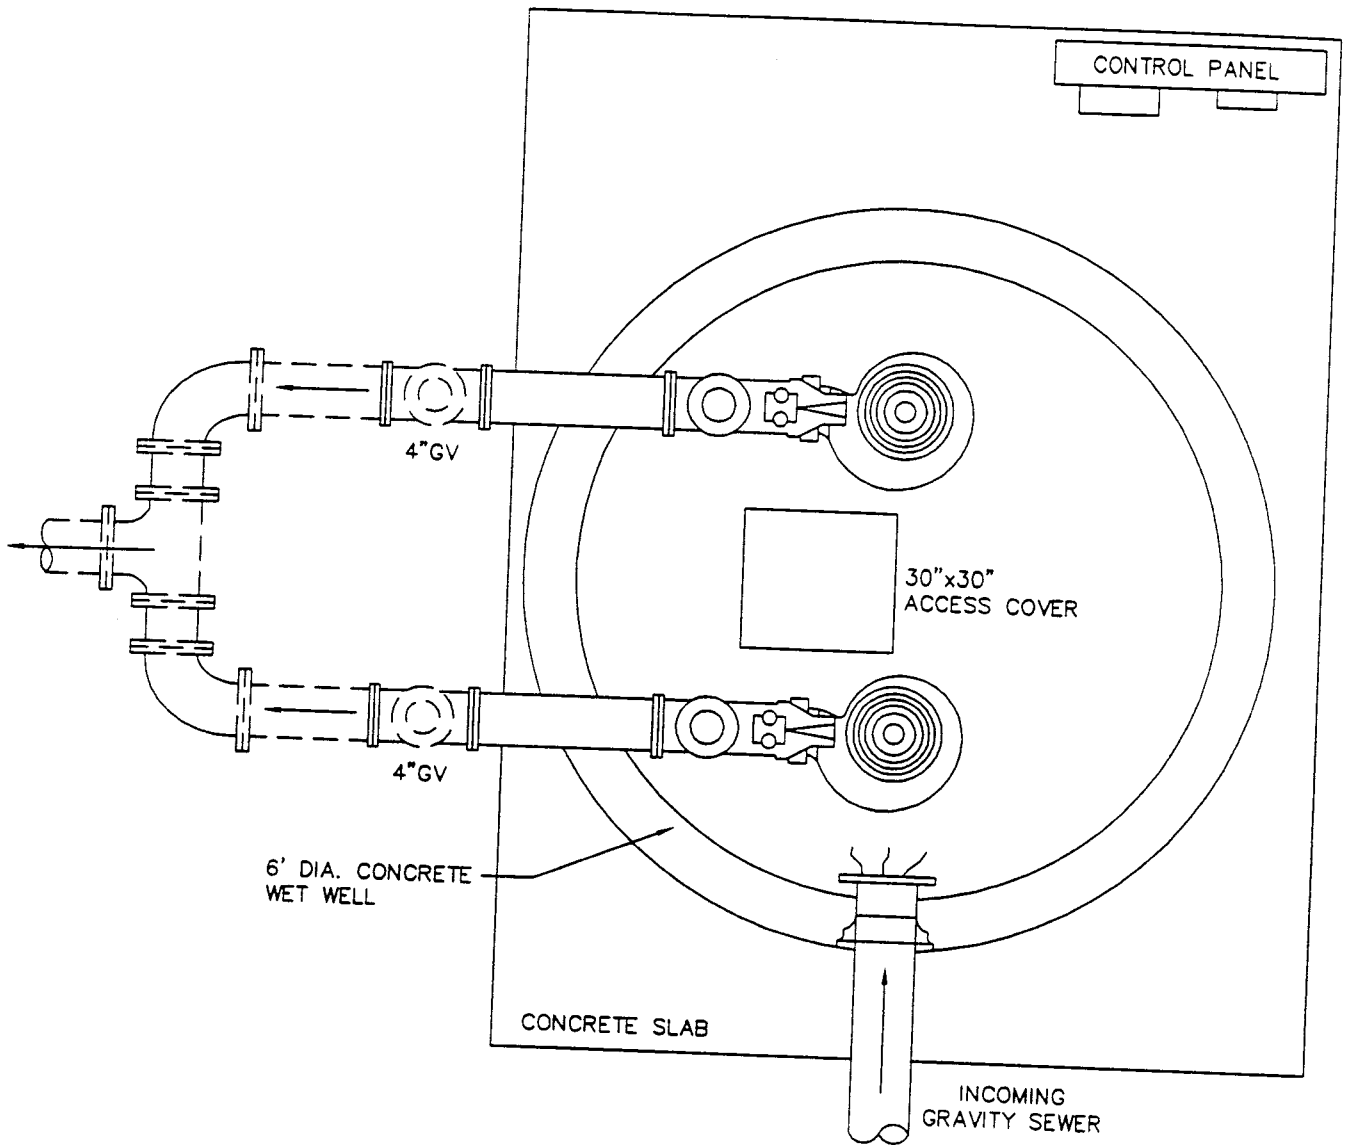 CONTROL PANEL
4"GV
30"x30"
ACCESS COVER
4"GV
6' DIA. CONCRETE
WET WELL
CONCRETE SLAB
INCOMING
GRAVITY SEWER